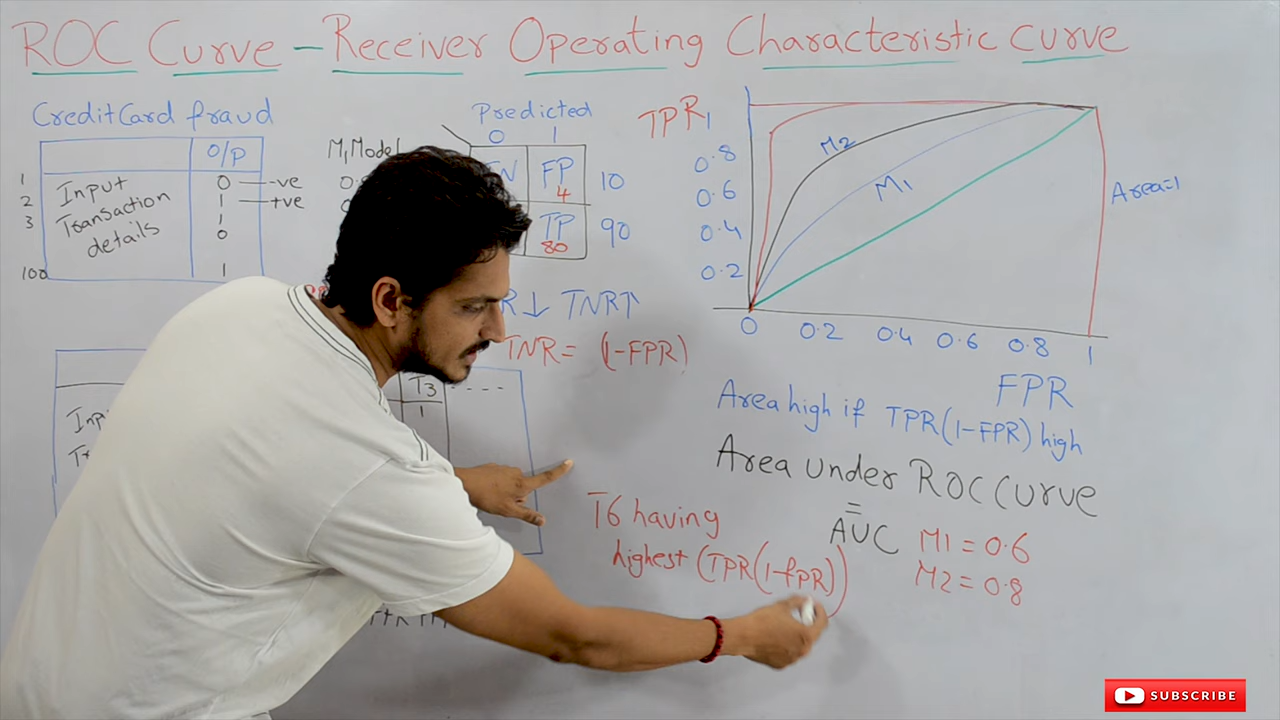 ROC Curve - Receiver Operating Characteristic curve
CreditCard fraud
O/P
1
2
3
100
Input
Transaction
details
0 -ve
1 +ve
1
0
1
M1 Model
Predicted
0 1
FP
4
10
TP
80
90
R↓ TNR↑
TNR = (1-FPR)
T3 ----
1
TPR
1
0.8
0.6
0.4
0.2
0 0.2 0.4 0.6 0.8 1
FPR
M2
M1
Area=1
Area high if TPR(1-FPR) high
Area under ROC Curve
=
AUC
M1 = 0.6
M2 = 0.8
T6 having
highest (TPR(1-fPR))
SUBSCRIBE